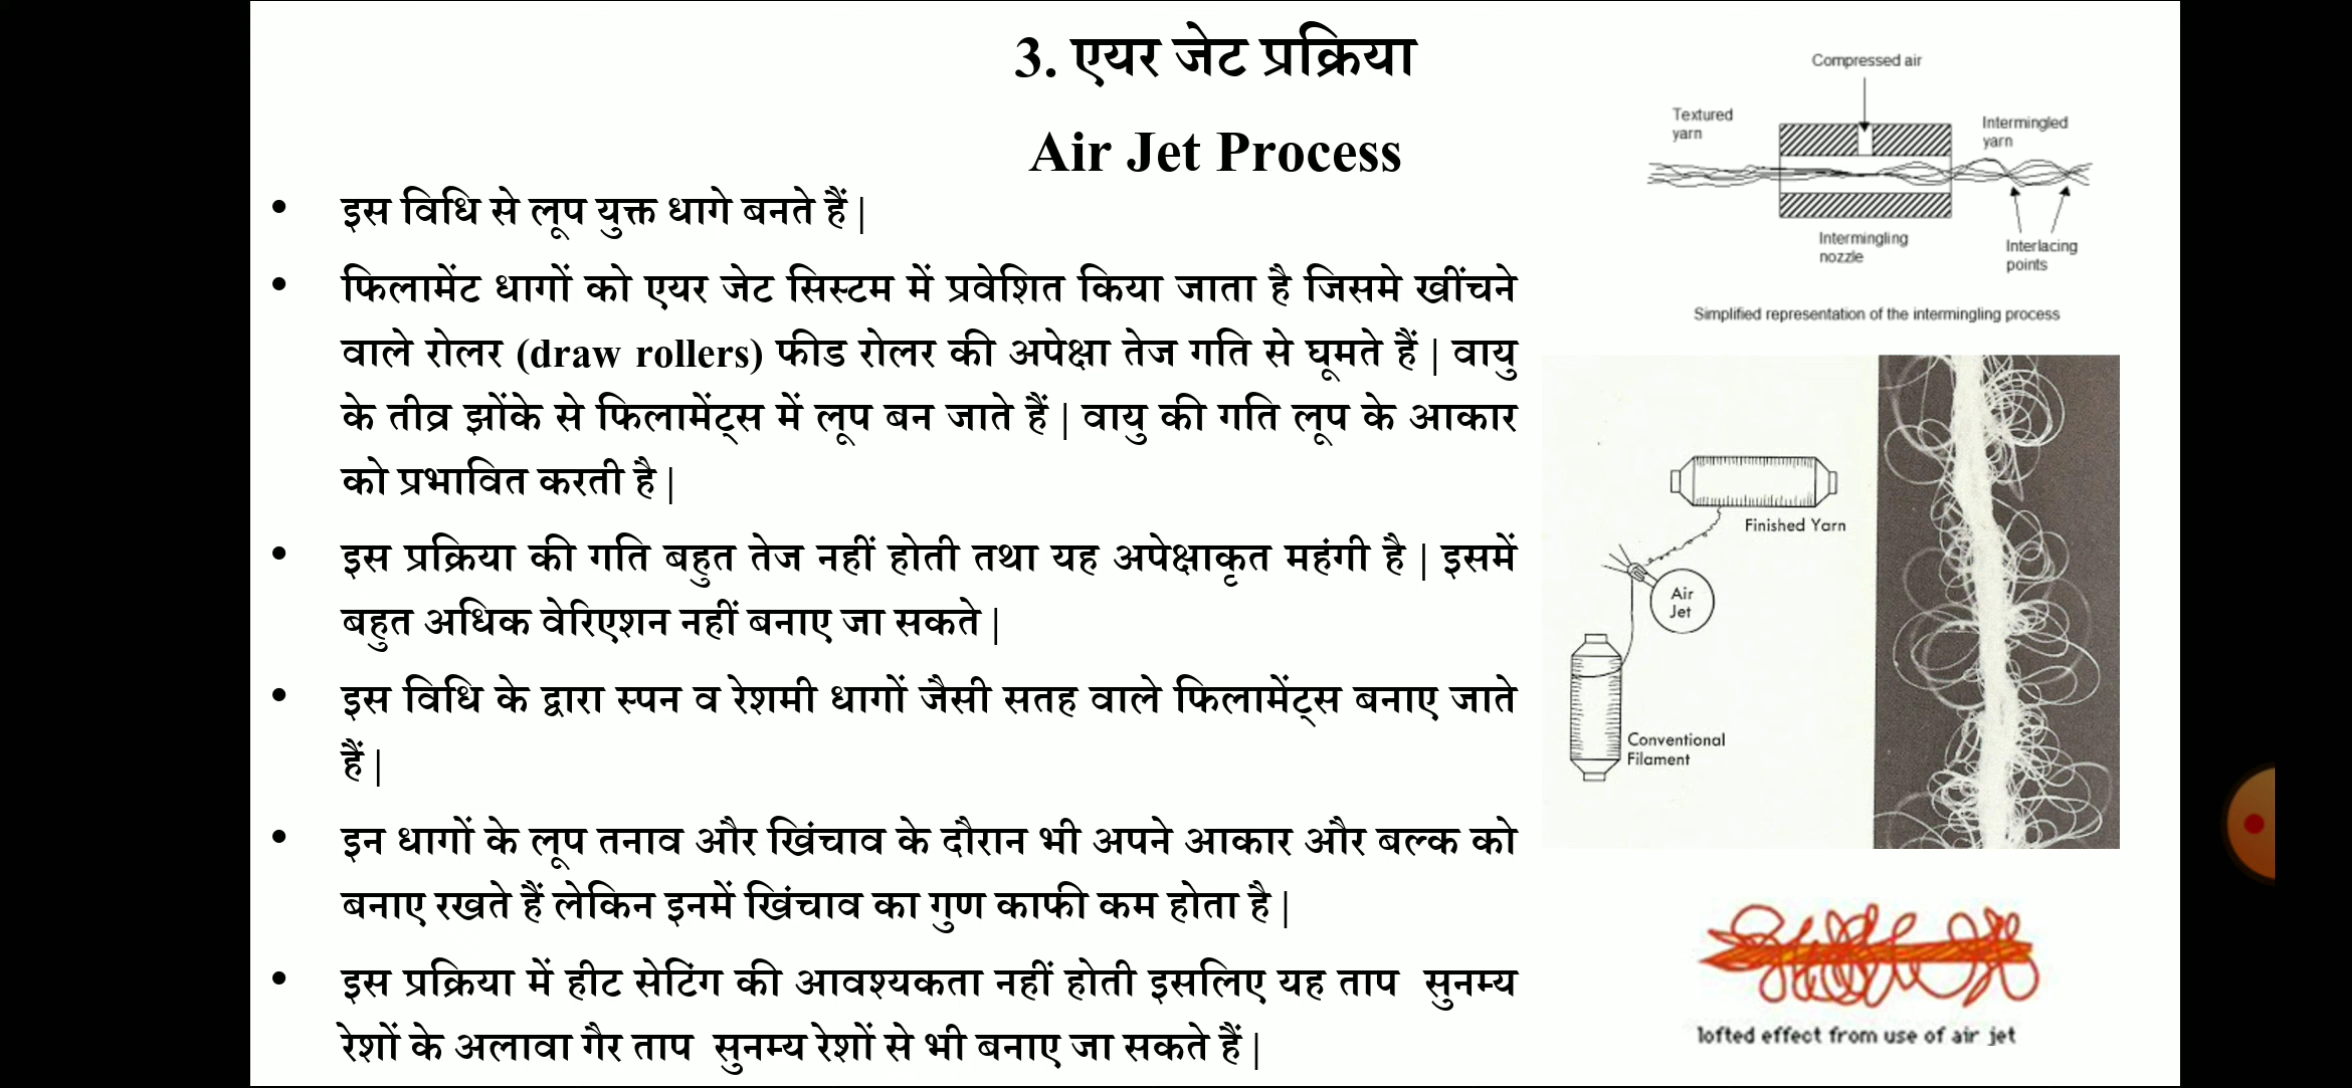 3. एयर जेट प्रक्रिया
Air Jet Process
• इस विधि से लूप युक्त धागे बनते हैं |
• फिलामेंट धागों को एयर जेट सिस्टम में प्रवेशित किया जाता है जिसमे खींचने
वाले रोलर (draw rollers) फीड रोलर की अपेक्षा तेज गति से घूमते हैं | वायु
के तीव्र झोंके से फिलामेंट्स में लूप बन जाते हैं | वायु की गति लूप के आकार
को प्रभावित करती है |
• इस प्रक्रिया की गति बहुत तेज नहीं होती तथा यह अपेक्षाकृत महंगी है | इसमें
बहुत अधिक वेरिएशन नहीं बनाए जा सकते |
• इस विधि के द्वारा स्पन व रेशमी धागों जैसी सतह वाले फिलामेंट्स बनाए जाते
हैं |
• इन धागों के लूप तनाव और खिंचाव के दौरान भी अपने आकार और बल्क को
बनाए रखते हैं लेकिन इनमें खिंचाव का गुण काफी कम होता है |
• इस प्रक्रिया में हीट सेटिंग की आवश्यकता नहीं होती इसलिए यह ताप सुनम्य
रेशों के अलावा गैर ताप सुनम्य रेशों से भी बनाए जा सकते हैं |
Compressed air
Textured
yarn
Intermingled
yarn
Intermingling
nozzle
Interlacing
points
Simplified representation of the intermingling process
Finished Yarn
Air
Jet
Conventional
Filament
lofted effect from use of air jet